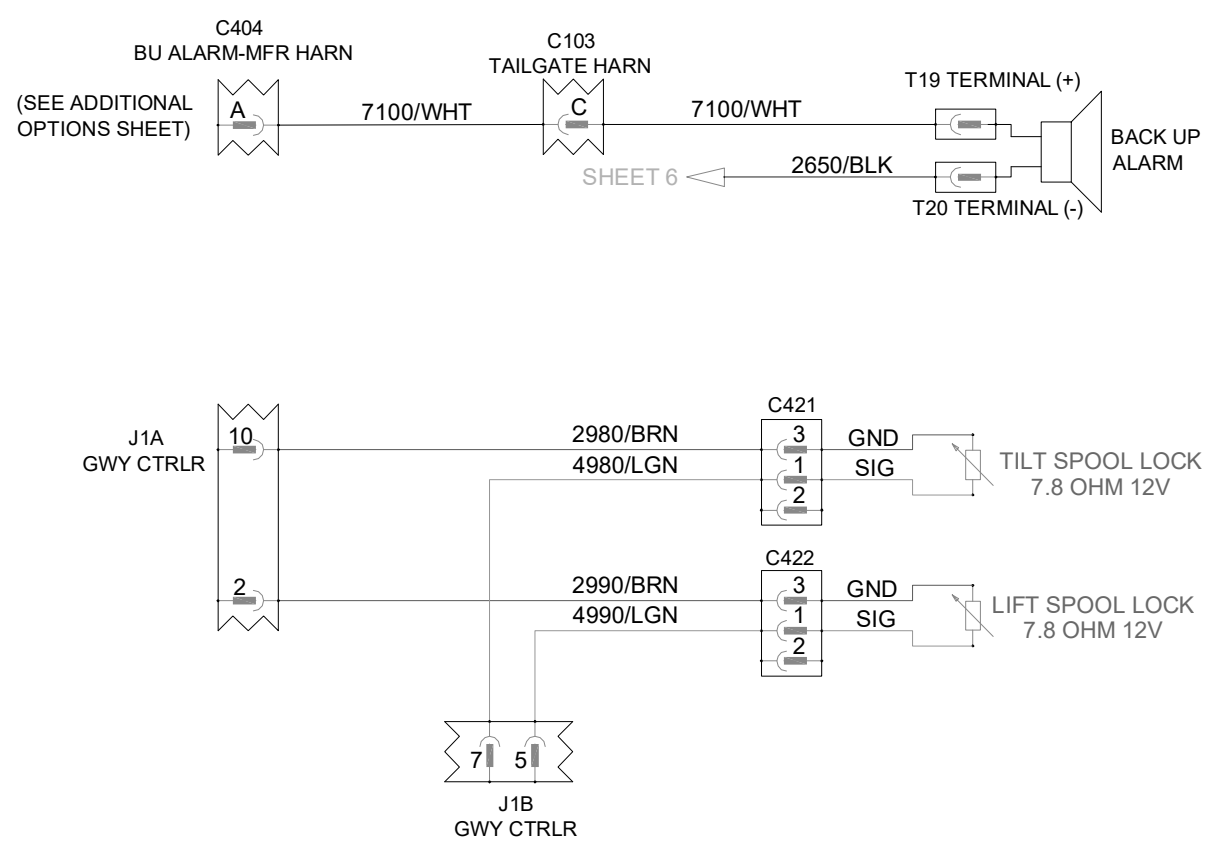 C404
BU ALARM-MFR HARN
C103
TAILGATE HARN
(SEE ADDITIONAL
OPTIONS SHEET)
A
7100/WHT
C
7100/WHT
T19 TERMINAL (+)
BACK UP
ALARM
SHEET 6
2650/BLK
T20 TERMINAL (-)
J1A
GWY CTRLR
10
2980/BRN
4980/LGN
C421
3
1
2
GND
SIG
TILT SPOOL LOCK
7.8 OHM 12V
2
2990/BRN
4990/LGN
C422
3
1
2
GND
SIG
LIFT SPOOL LOCK
7.8 OHM 12V
7
5
J1B
GWY CTRLR